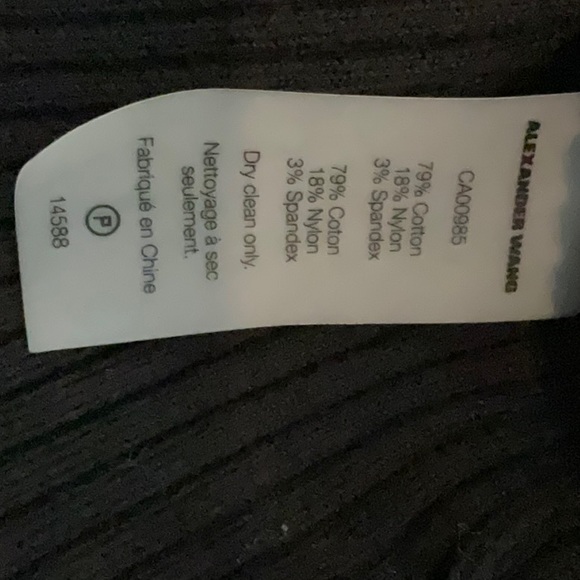 ALEXANDER WANG
CA00985
79% Cotton
18% Nylon
3% Spandex
79% Coton
18% Nylon
3% Spandex
Dry clean only.
Nettoyage à sec
seulement.
Fabriqué en Chine
P
14588